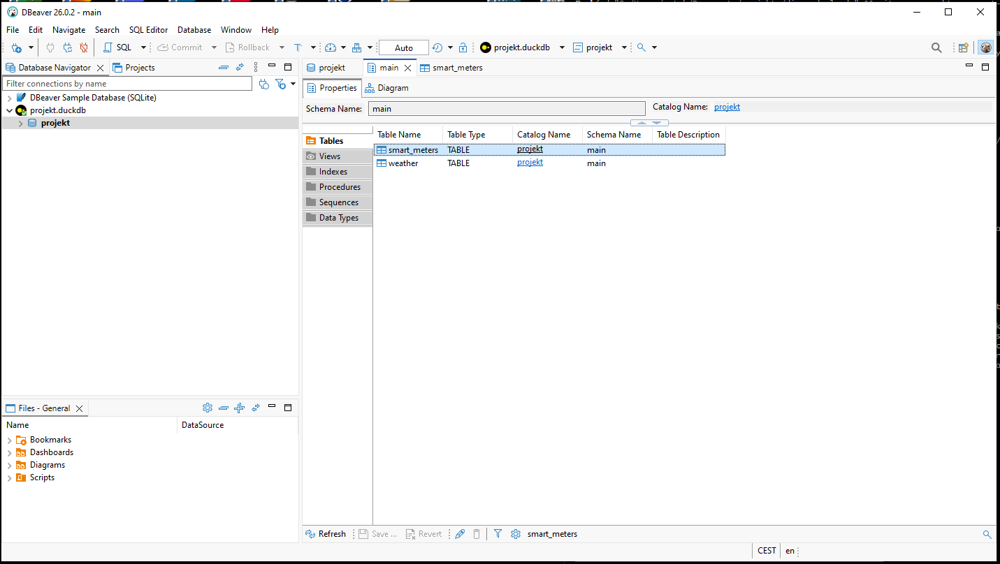 DBeaver 26.0.2 - main
File Edit Navigate Search SQL Editor Database Window Help
SQL Commit Rollback T Auto projekt.duckdb projekt
Database Navigator Projects
Filter connections by name
DBeaver Sample Database (SQLite)
projekt.duckdb
projekt
projekt main smart_meters
Properties Diagram
Schema Name: main Catalog Name: projekt
Tables
Views
Indexes
Procedures
Sequences
Data Types
Table Name Table Type Catalog Name Schema Name Table Description
smart_meters TABLE projekt main
weather TABLE projekt main
Files - General
Name DataSource
Bookmarks
Dashboards
Diagrams
Scripts
Refresh Save ... Revert smart_meters
CEST en